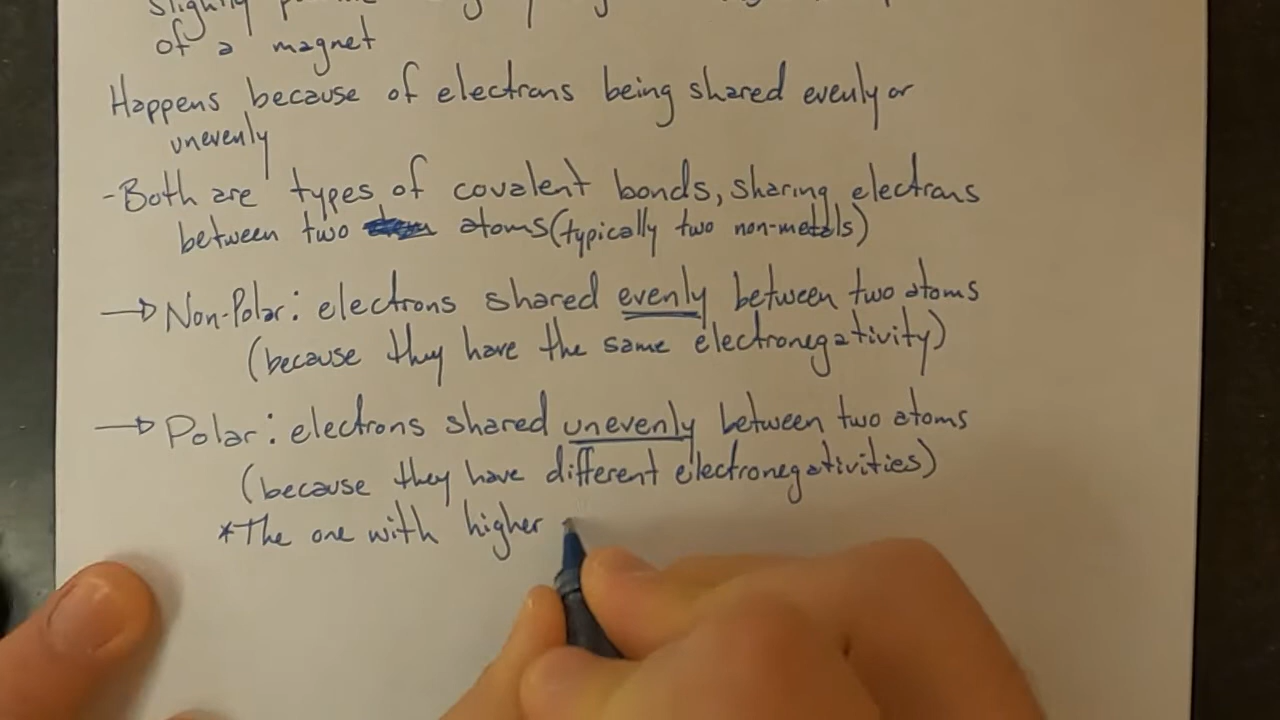 slightly
of a magnet
Happens because of electrons being shared evenly or
unevenly
-Both are types of covalent bonds, sharing electrons
between two atoms (typically two non-metals)
→ Non-Polar: electrons shared evenly between two atoms
(because they have the same electronegativity)
→ Polar: electrons shared unevenly between two atoms
(because they have different electronegativities)
*The one with higher